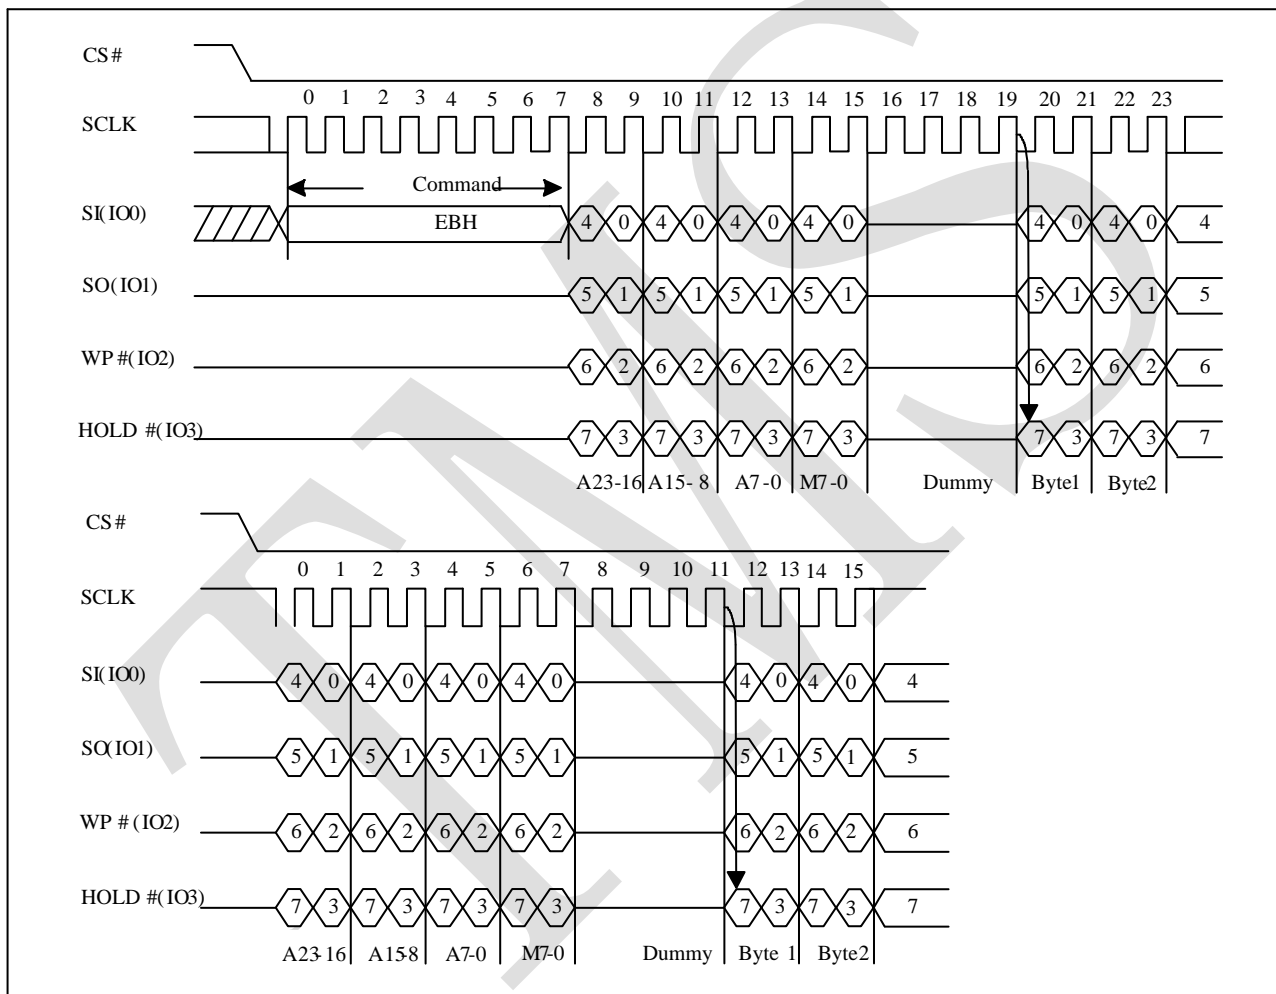 CS#
0 1 2 3 4 5 6 7 8 9 10 11 12 13 14 15 16 17 18 19 20 21 22 23
SCLK
Command
SI(IO0) EBH 4 0 4 0 4 0 4 0 4 0 4 0 4
SO(IO1) 5 1 5 1 5 1 5 1 5 1 5 1 5
WP#(IO2) 6 2 6 2 6 2 6 2 6 2 6 2 6
HOLD#(IO3) 7 3 7 3 7 3 7 3 7 3 7 3 7
A23-16 A15-8 A7-0 M7-0 Dummy Byte1 Byte2
CS#
0 1 2 3 4 5 6 7 8 9 10 11 12 13 14 15
SCLK
SI(IO0) 4 0 4 0 4 0 4 0 4 0 4 0 4
SO(IO1) 5 1 5 1 5 1 5 1 5 1 5 1 5
WP#(IO2) 6 2 6 2 6 2 6 2 6 2 6 2 6
HOLD#(IO3) 7 3 7 3 7 3 7 3 7 3 7 3 7
A23-16 A15-8 A7-0 M7-0 Dummy Byte 1 Byte2
TMS